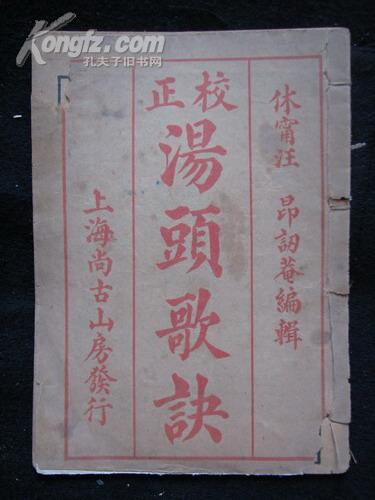 Kongfz.com
孔夫子旧书网
休甯汪 昂訒菴編輯
校正
湯頭歌訣
上海尚古山房發行